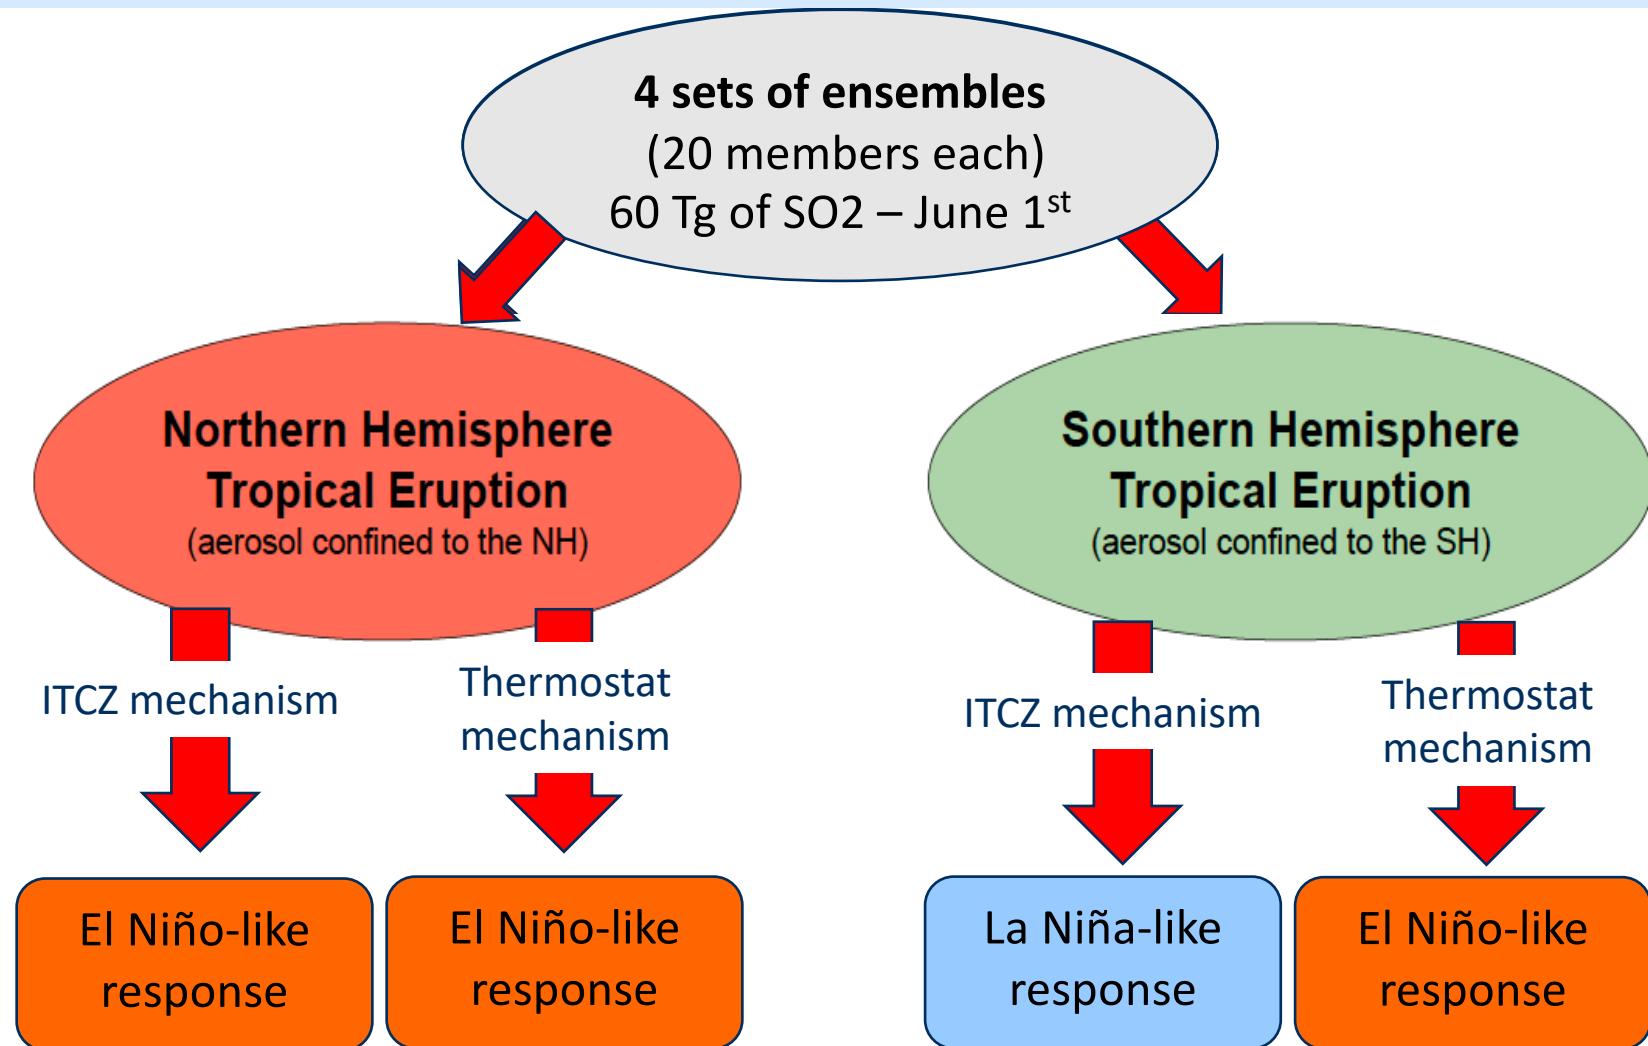 4 sets of ensembles
(20 members each)
60 Tg of SO2 – June 1st
Northern Hemisphere
Tropical Eruption
(aerosol confined to the NH)
Southern Hemisphere
Tropical Eruption
(aerosol confined to the SH)
ITCZ mechanism
Thermostat
mechanism
ITCZ mechanism
Thermostat
mechanism
El Niño-like
response
El Niño-like
response
La Niña-like
response
El Niño-like
response